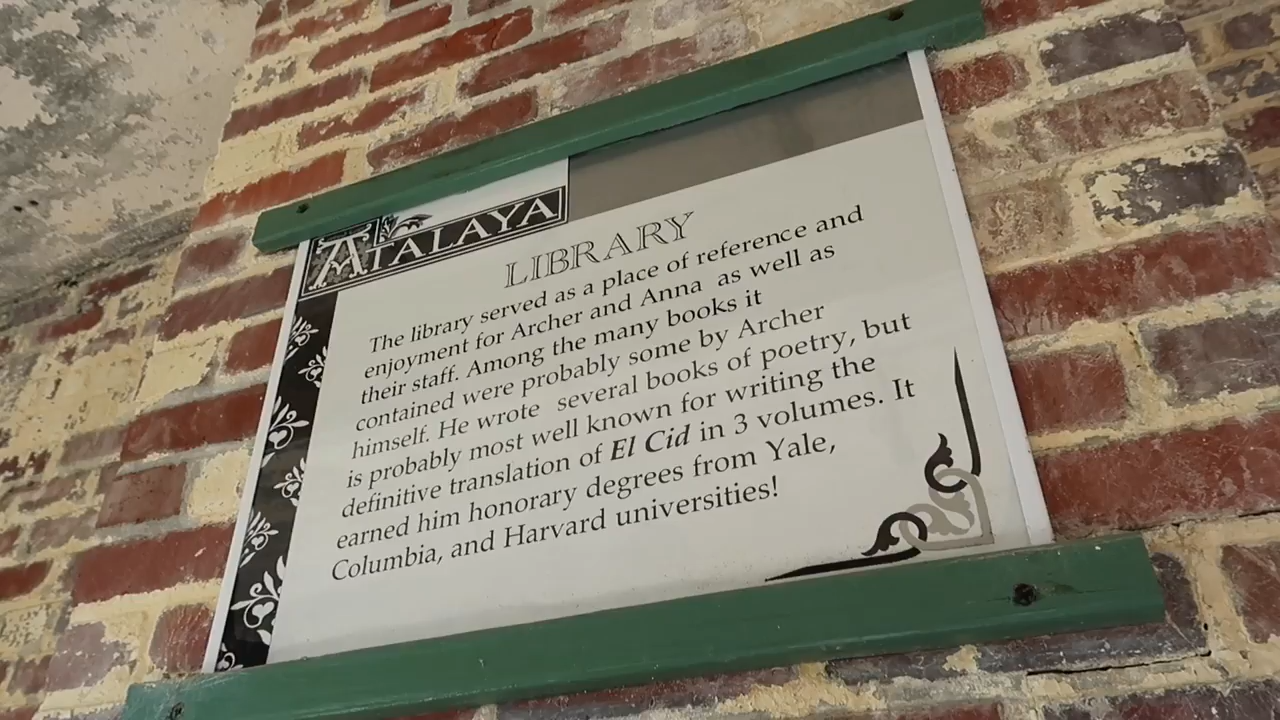 ATALAYA
LIBRARY
The library served as a place of reference and
enjoyment for Archer and Anna as well as
their staff. Among the many books it
contained were probably some by Archer
himself. He wrote several books of poetry, but
is probably most well known for writing the
definitive translation of El Cid in 3 volumes. It
earned him honorary degrees from Yale,
Columbia, and Harvard universities!